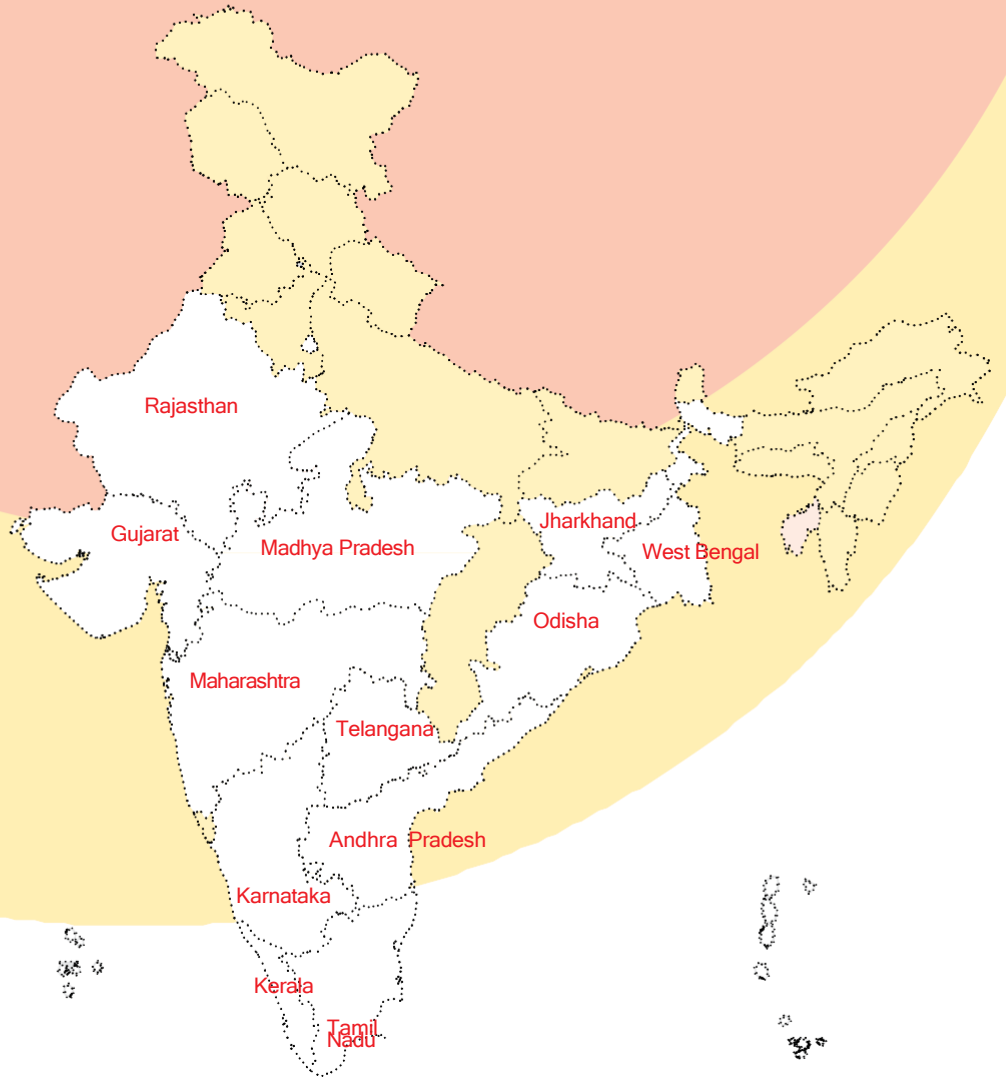 Rajasthan
Gujarat
Madhya Pradesh
Jharkhand
West Bengal
Odisha
Maharashtra
Telangana
Andhra Pradesh
Karnataka
Kerala
Tamil
Nadu